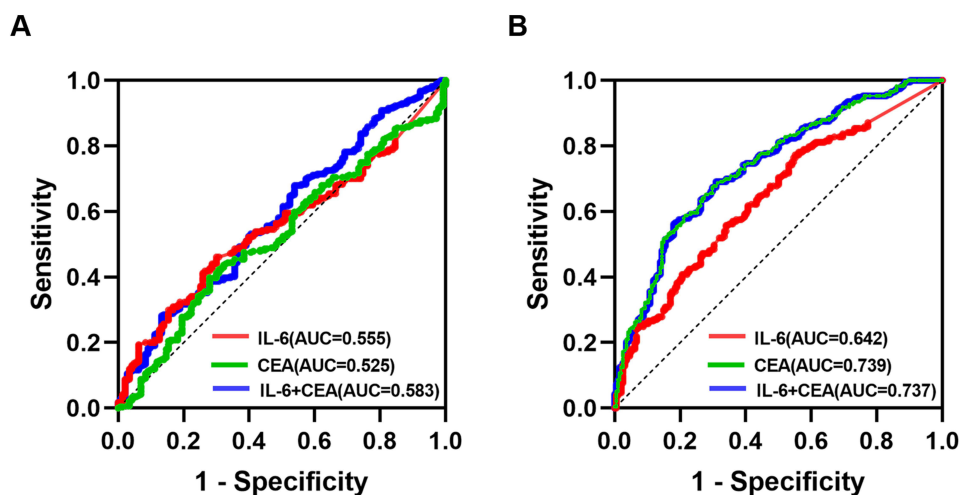 A
Sensitivity
1.0
0.8
0.6
0.4
0.2
0.0
IL-6(AUC=0.555)
CEA(AUC=0.525)
IL-6+CEA(AUC=0.583)
0.0 0.2 0.4 0.6 0.8 1.0
1 - Specificity
B
Sensitivity
1.0
0.8
0.6
0.4
0.2
0.0
IL-6(AUC=0.642)
CEA(AUC=0.739)
IL-6+CEA(AUC=0.737)
0.0 0.2 0.4 0.6 0.8 1.0
1 - Specificity